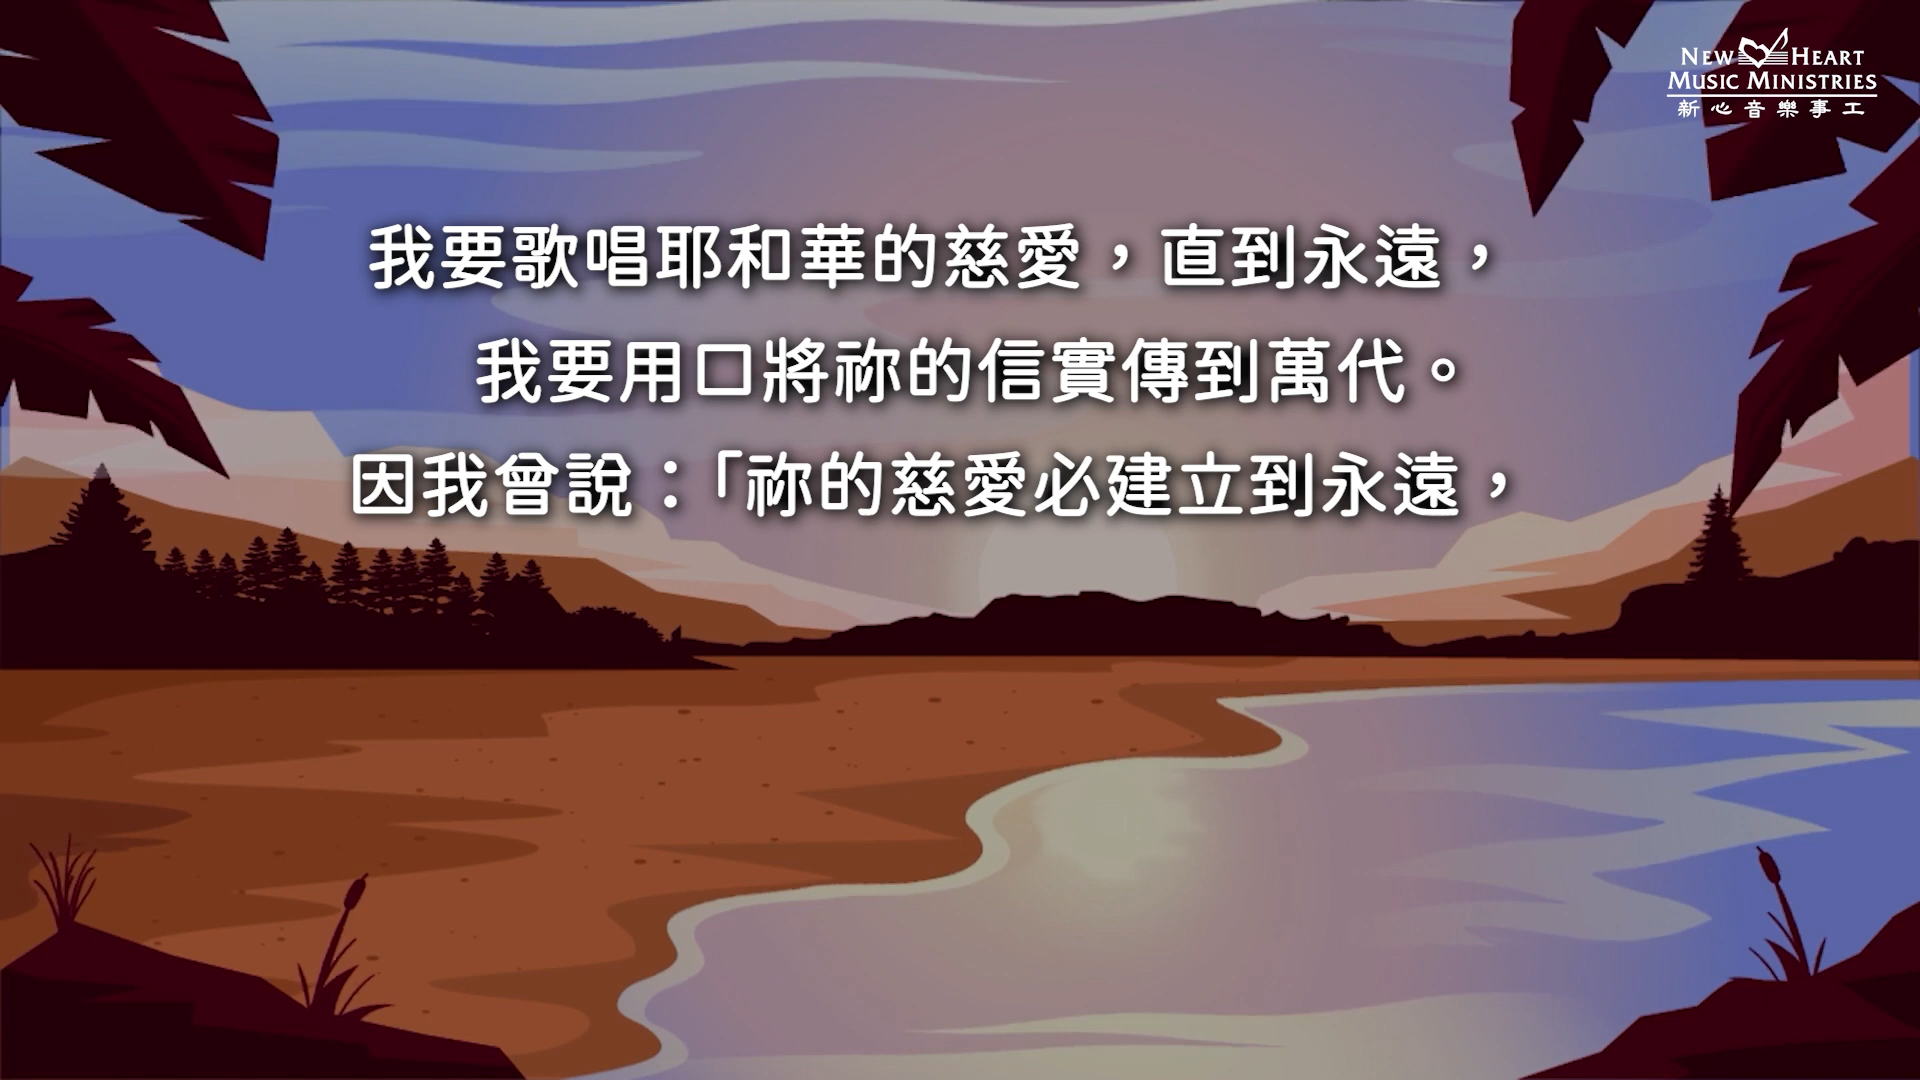 NEW HEART
MUSIC MINISTRIES
新心音樂事工
我要歌唱耶和華的慈愛，直到永遠，
我要用口將祢的信實傳到萬代。
因我曾說：「祢的慈愛必建立到永遠，